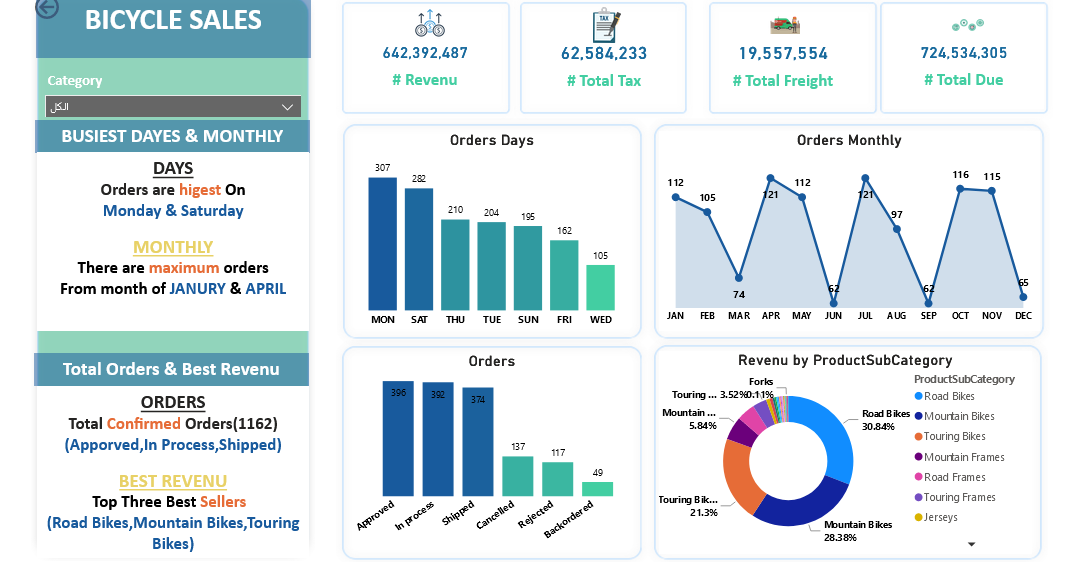 BICYCLE SALES
Category
الكل
BUSIEST DAYES & MONTHLY
DAYS
Orders are higest On
Monday & Saturday
MONTHLY
There are maximum orders
From month of JANURY & APRIL
Total Orders & Best Revenu
ORDERS
Total Confirmed Orders(1162)
(Apporved,In Process,Shipped)
BEST REVENU
Top Three Best Sellers
(Road Bikes,Mountain Bikes,Touring
Bikes)
642,392,487
# Revenu
TAX
62,584,233
# Total Tax
19,557,554
# Total Freight
724,534,305
# Total Due
Orders Days
307
282
210
204
195
162
105
MON SAT THU TUE SUN FRI WED
Orders Monthly
112
105
74
121
112
62
121
97
62
116
115
65
JAN FEB MAR APR MAY JUN JUL AUG SEP OCT NOV DEC
Orders
396
392
374
137
117
49
Approved
In process
Shipped
Cancelled
Rejected
Backordered
Revenu by ProductSubCategory
Road Bikes
30.84%
Mountain Bikes
28.38%
Touring Bik...
21.3%
Mountain ...
5.84%
Touring ... 3.52%
Forks
0.11%
ProductSubCategory
Road Bikes
Mountain Bikes
Touring Bikes
Mountain Frames
Road Frames
Touring Frames
Jerseys